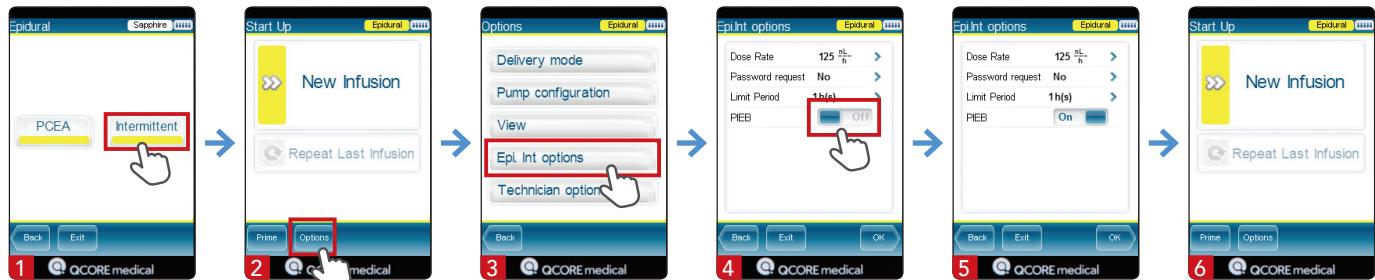 Epidural Sapphire
PCEA Intermittent
Back Exit
1 QCORE medical
Start Up Epidural
New Infusion
Repeat Last Infusion
Prime Options
2 medical
Options Epidural
Delivery mode
Pump configuration
View
Epi. Int options
Technician option
Back
3 QCORE medical
Epi.Int options Epidural
Dose Rate 125 mL/h
Password request No
Limit Period 1h(s)
PIEB Off
Back Exit OK
4 QCORE medical
Epi.Int options Epidural
Dose Rate 125 mL/h
Password request No
Limit Period 1h(s)
PIEB On
Back Exit OK
5 QCORE medical
Start Up Epidural
New Infusion
Repeat Last Infusion
Prime Options
6 QCORE medical